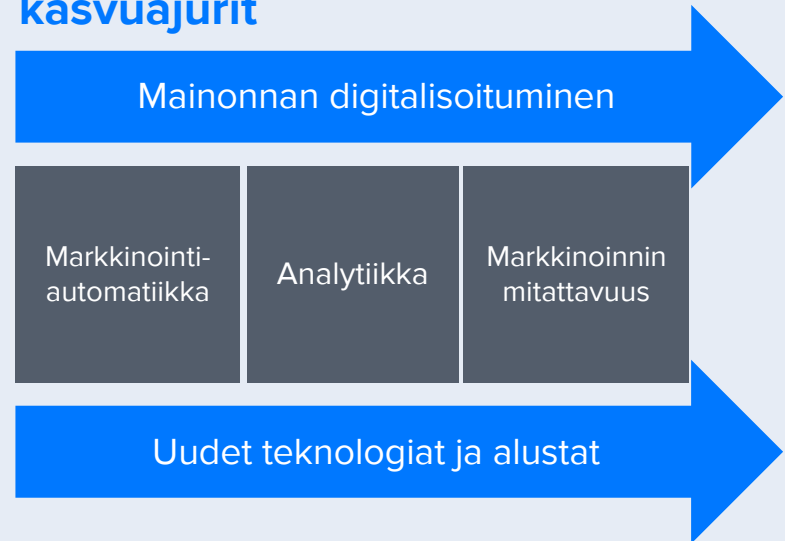 kasvuajurit
Mainonnan digitalisoituminen
Markkinointi-
automatiikka
Analytiikka
Markkinoinnin
mitattavuus
Uudet teknologiat ja alustat